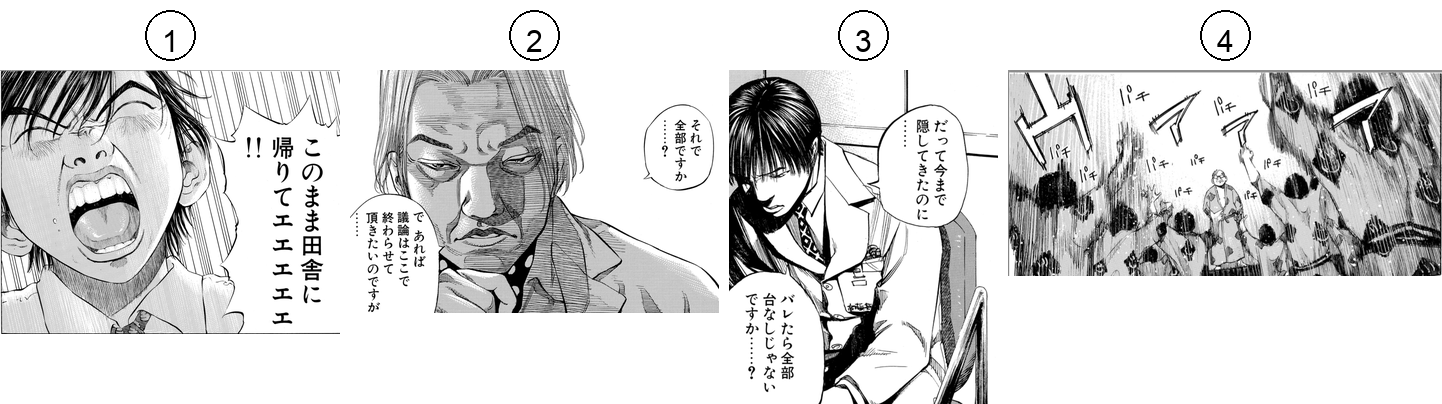 1
このまま田舎に
帰りてエエエエエ
!!
2
それで
全部ですか
……?
で あれば
議論はここで
終わらせて
頂きたいのですが
……
3
だって今まで
隠してきたのに
……
バレたら全部
台なしじゃない
ですか……?
4
パチ
パチ
パチ
パチ
パチ
パチ
パチ
パチ